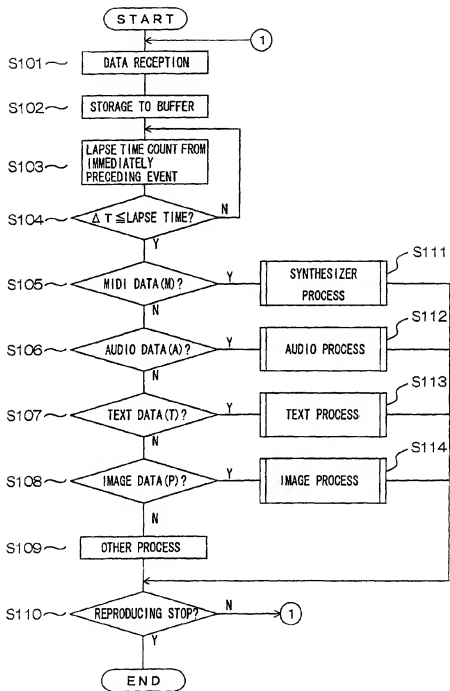 START
1
S101 DATA RECEPTION
S102 STORAGE TO BUFFER
S103 LAPSE TIME COUNT FROM
IMMEDIATELY
PRECEDING EVENT
S104 Δ T ≦LAPSE TIME? N
Y
S105 MIDI DATA(M)? Y SYNTHESIZER
PROCESS S111
N
S106 AUDIO DATA(A)? Y AUDIO PROCESS S112
N
S107 TEXT DATA(T)? Y TEXT PROCESS S113
N
S108 IMAGE DATA(P)? Y IMAGE PROCESS S114
N
S109 OTHER PROCESS
S110 REPRODUCING STOP? N 1
Y
END